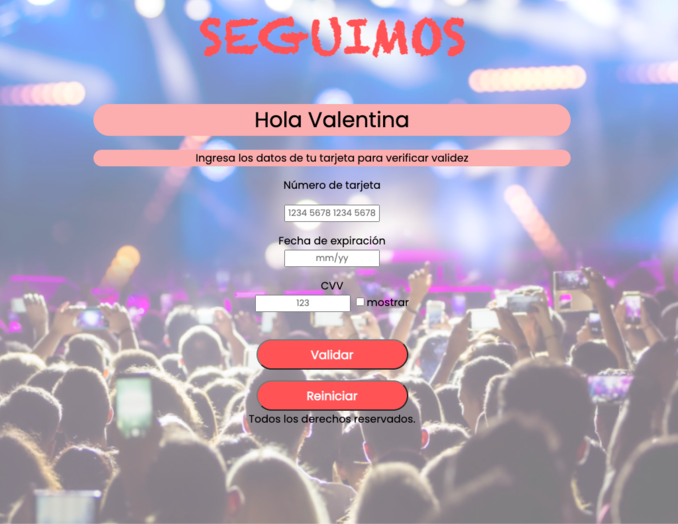 SEGUIMOS
Hola Valentina
Ingresa los datos de tu tarjeta para verificar validez
Número de tarjeta
1234 5678 1234 5678
Fecha de expiración
mm/yy
CVV
123 mostrar
Validar
Reiniciar
Todos los derechos reservados.